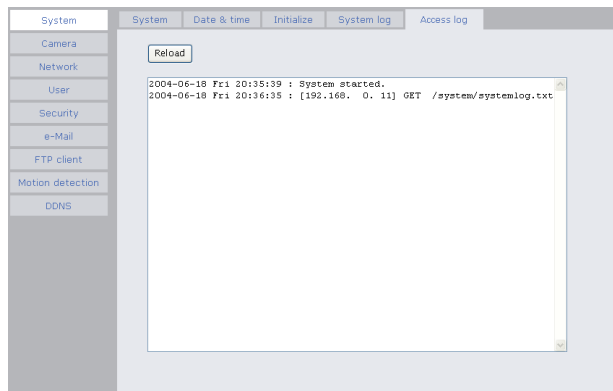 System
Camera
Network
User
Security
e-Mail
FTP client
Motion detection
DDNS
System Date & time Initialize System log Access log
Reload
2004-06-18 Fri 20:35:39 : System started.
2004-06-18 Fri 20:36:35 : [192.168.  0. 11] GET  /system/systemlog.txt